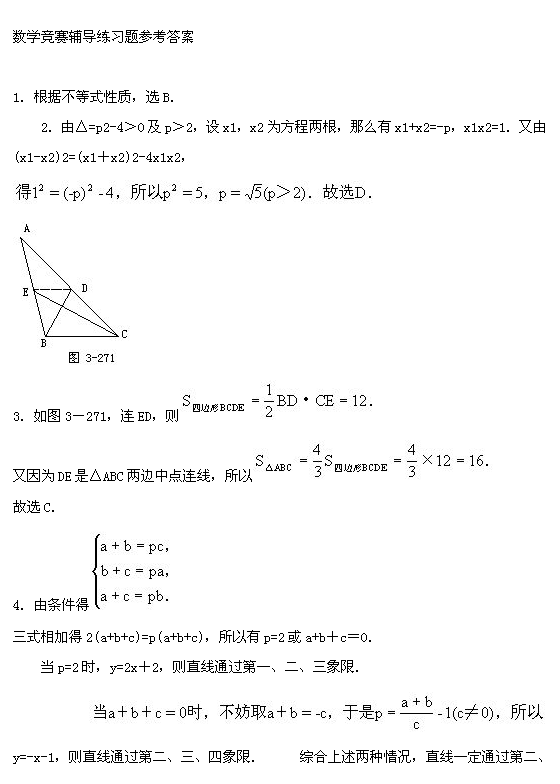 数学竞赛辅导练习题参考答案
1．根据不等式性质，选B．
2．由△=p2-4＞0及p＞2，设x1，x2为方程两根，那么有x1+x2=-p，x1x2=1．又由
(x1-x2)2=(x1＋x2)2-4x1x2，
得1²＝(-p)² - 4，所以p²＝5，p＝√5(p＞2)．故选D．
A
E
D
B
C
图 3-271
3．如图3－271，连ED，则 S四边形BCDE = 1/2 BD·CE = 12.
又因为DE是△ABC两边中点连线，所以 S△ABC = 4/3 S四边形BCDE = 4/3 ×12 = 16.
故选C．
4．由条件得 { a + b = pc,
b + c = pa,
a + c = pb.
三式相加得2(a+b+c)=p(a+b+c)，所以有p=2或a+b＋c＝0．
当p=2时，y=2x＋2，则直线通过第一、二、三象限．
当a＋b＋c＝0时，不妨取a＋b＝-c，于是p＝(a + b)/c -1(c≠0)，所以
y=-x-1，则直线通过第二、三、四象限． 综合上述两种情况，直线一定通过第二、